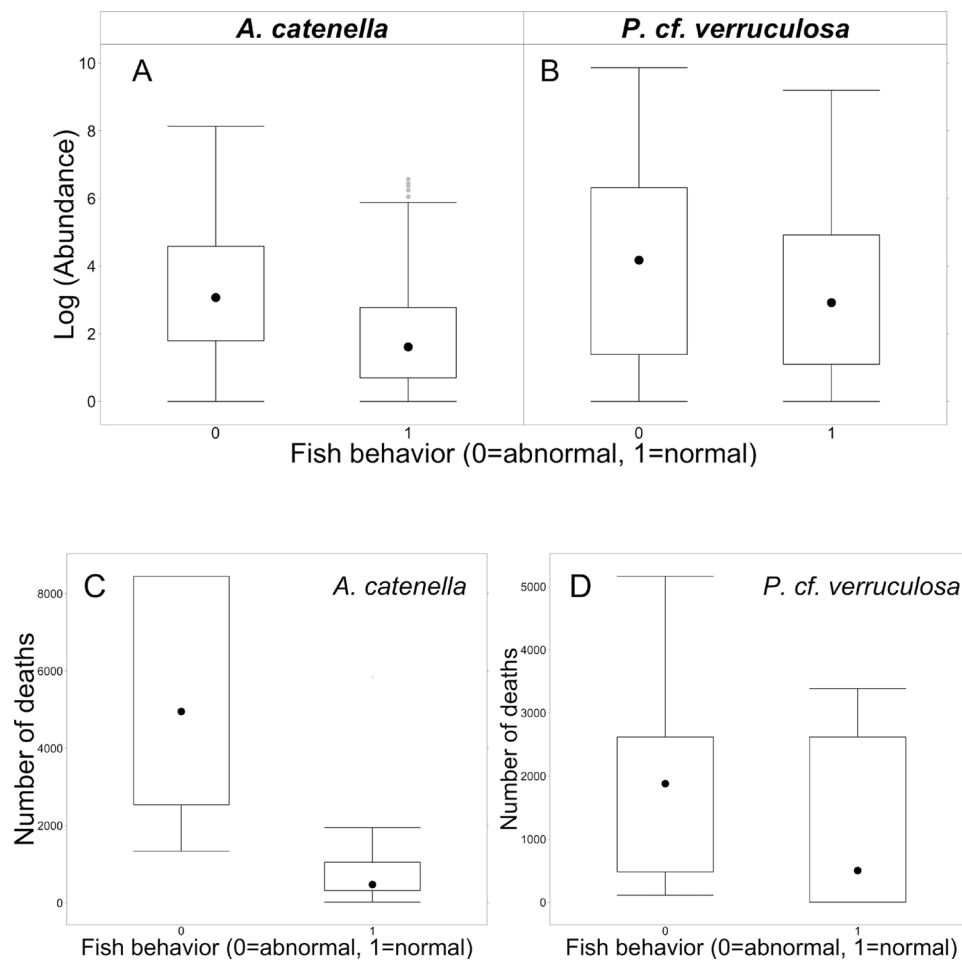 A. catenella P. cf. verruculosa
A B
Log (Abundance)
10
8
6
4
2
0
0 1 0 1
Fish behavior (0=abnormal, 1=normal)
C A. catenella
Number of deaths
8000
6000
4000
2000
0
0 1
Fish behavior (0=abnormal, 1=normal)
D P. cf. verruculosa
Number of deaths
5000
4000
3000
2000
1000
0
0 1
Fish behavior (0=abnormal, 1=normal)